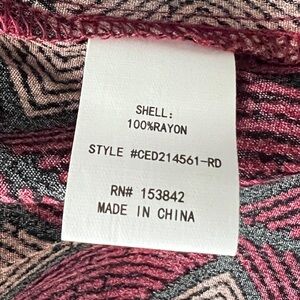 SHELL:
100%RAYON
STYLE #CED214561-RD
RN# 153842
MADE IN CHINA